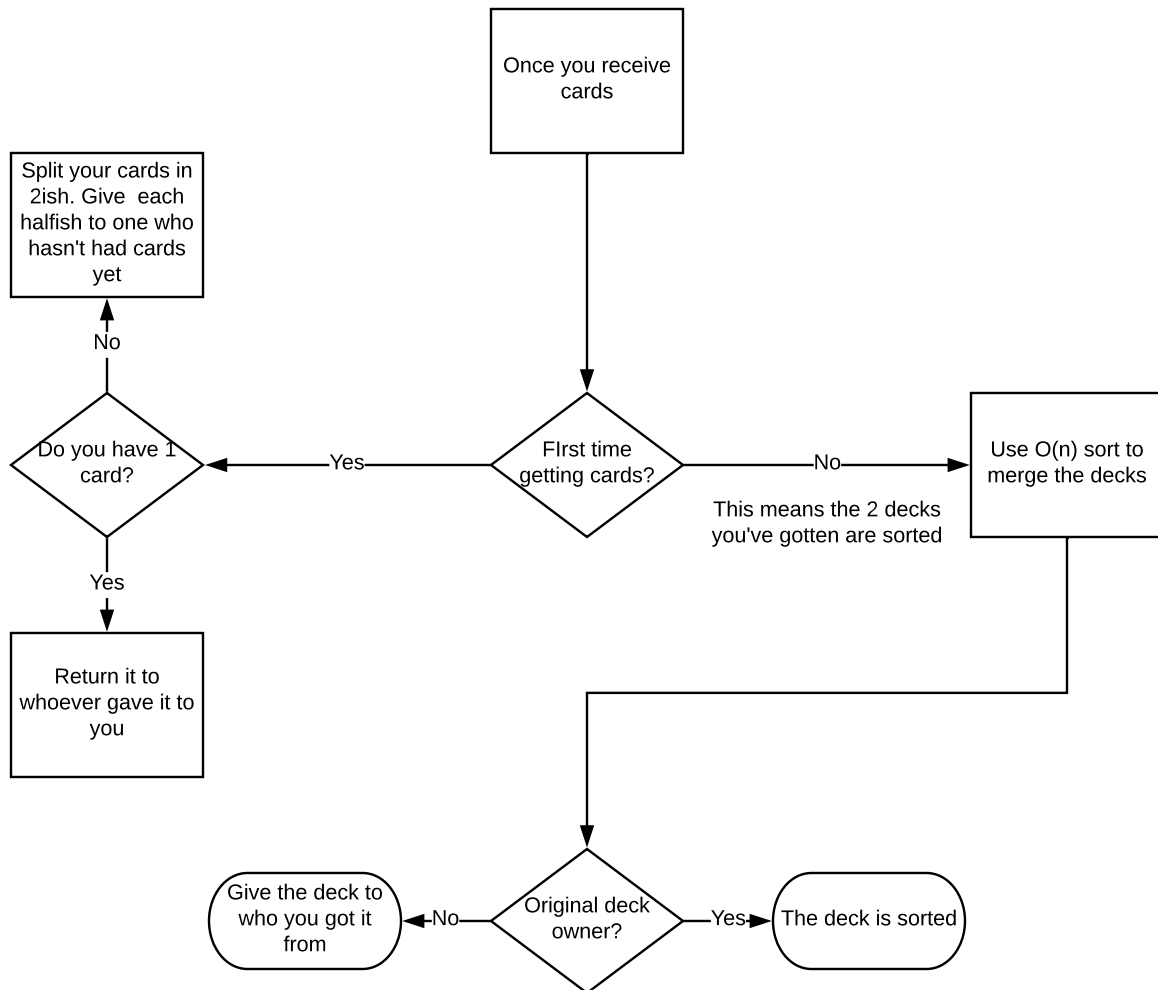 Once you receive
cards
Split your cards in
2ish. Give  each
halfish to one who
hasn't had cards
yet
No
Do you have 1
card?
Yes
FIrst time
getting cards?
No
Use O(n) sort to
merge the decks
This means the 2 decks
you've gotten are sorted
Yes
Return it to
whoever gave it to
you
Give the deck to
who you got it
from
No
Original deck
owner?
Yes
The deck is sorted